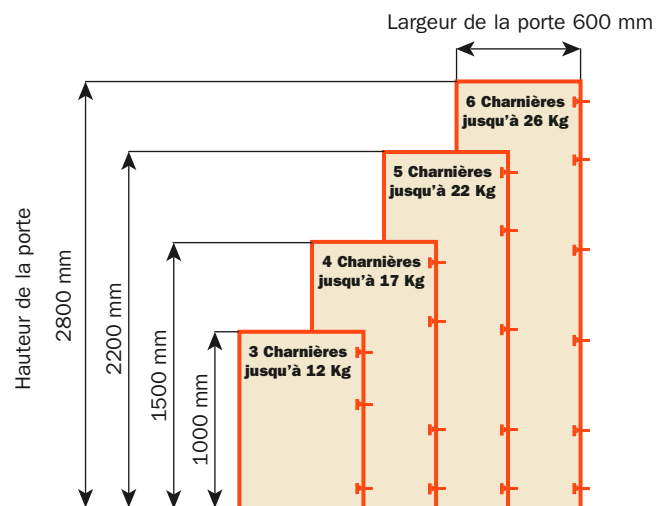 Largeur de la porte 600 mm
6 Charnières
jusqu'à 26 Kg
5 Charnières
jusqu'à 22 Kg
4 Charnières
jusqu'à 17 Kg
3 Charnières
jusqu'à 12 Kg
Hauteur de la porte
2800 mm
2200 mm
1500 mm
1000 mm